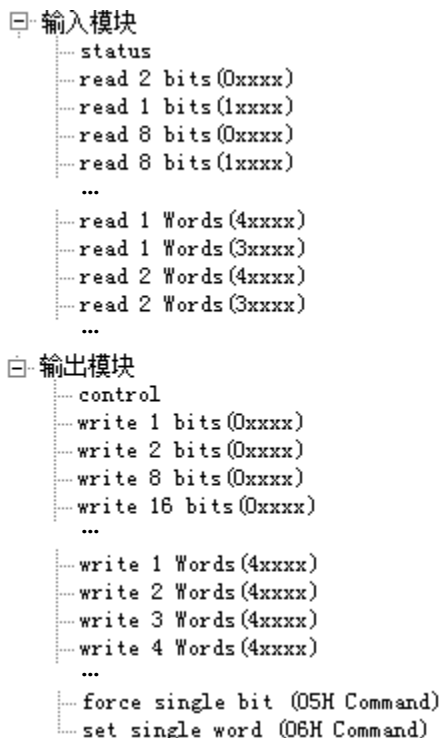 输入模块
status
read 2 bits(0xxxx)
read 1 bits(1xxxx)
read 8 bits(0xxxx)
read 8 bits(1xxxx)
...
read 1 Words(4xxxx)
read 1 Words(3xxxx)
read 2 Words(4xxxx)
read 2 Words(3xxxx)
...
输出模块
control
write 1 bits(0xxxx)
write 2 bits(0xxxx)
write 8 bits(0xxxx)
write 16 bits(0xxxx)
...
write 1 Words(4xxxx)
write 2 Words(4xxxx)
write 3 Words(4xxxx)
write 4 Words(4xxxx)
...
force single bit (05H Command)
set single word (06H Command)